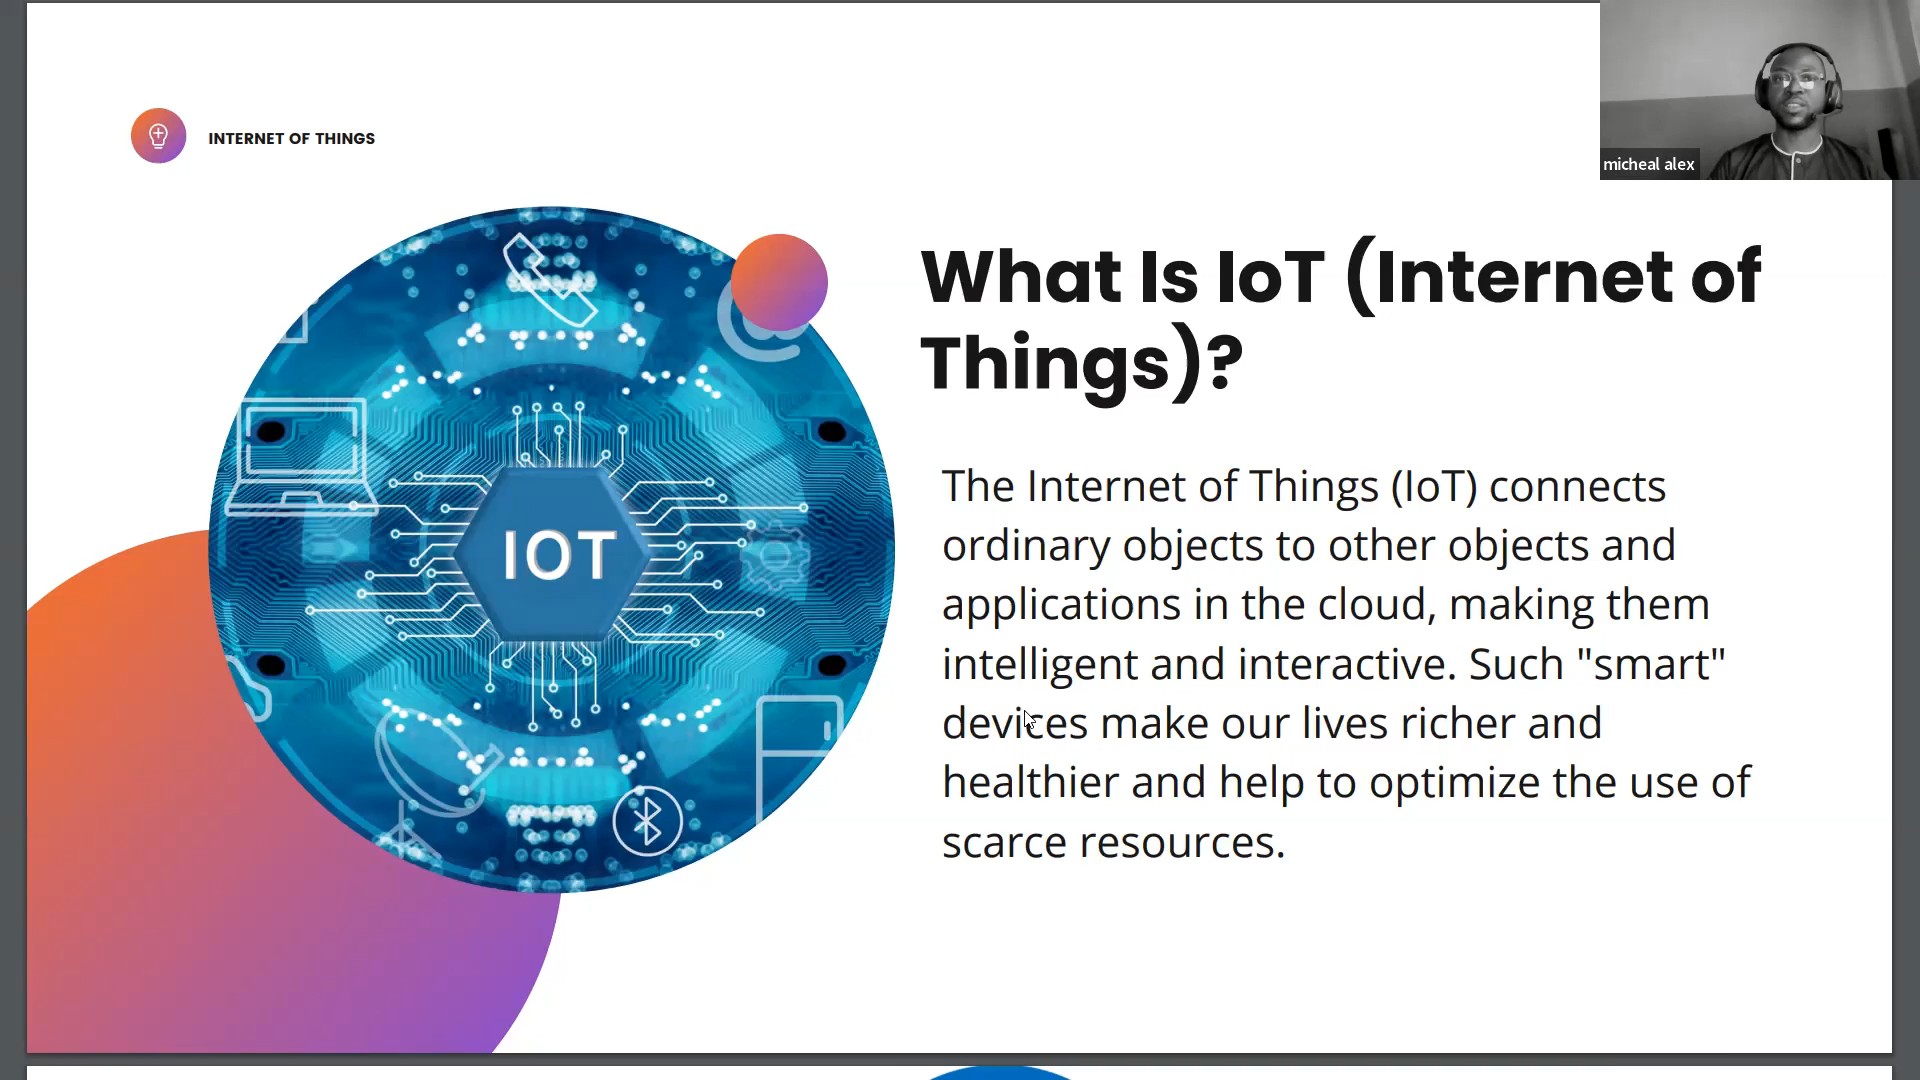 micheal alex
INTERNET OF THINGS
What Is IoT (Internet of
Things)?
IOT
The Internet of Things (IoT) connects
ordinary objects to other objects and
applications in the cloud, making them
intelligent and interactive. Such "smart"
devices make our lives richer and
healthier and help to optimize the use of
scarce resources.